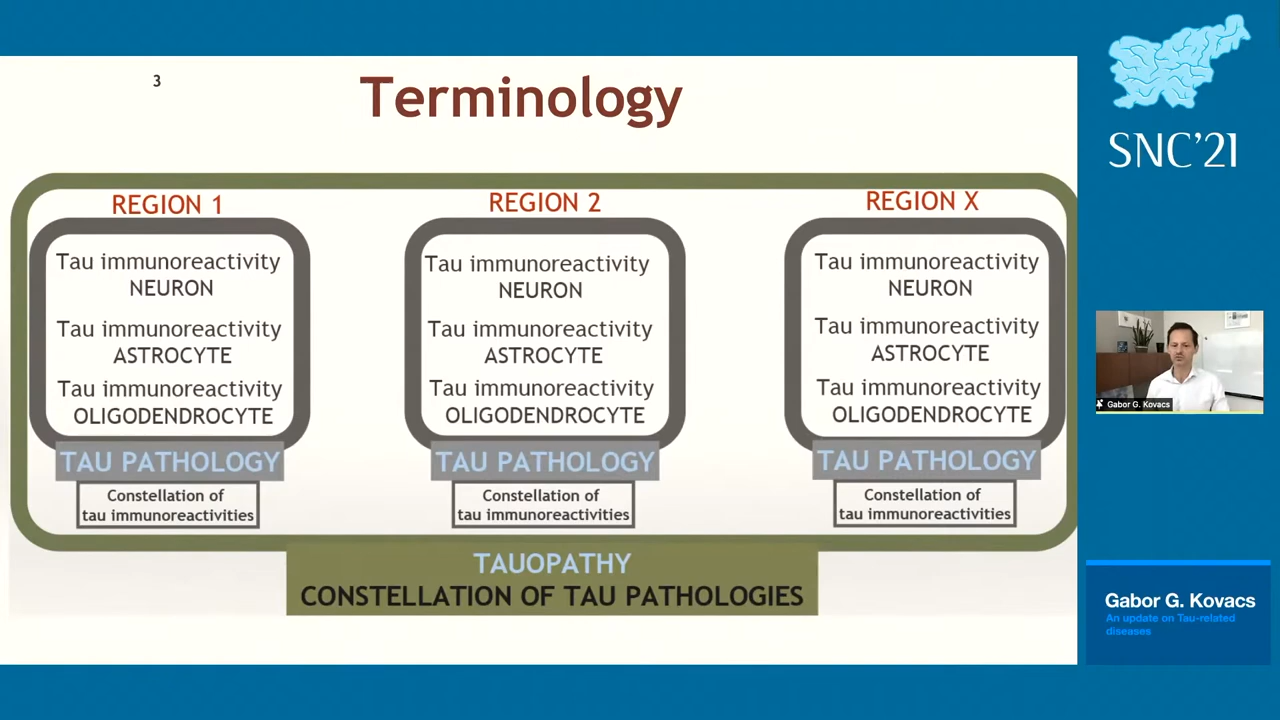 3
Terminology
REGION 1
Tau immunoreactivity
NEURON
Tau immunoreactivity
ASTROCYTE
Tau immunoreactivity
OLIGODENDROCYTE
TAU PATHOLOGY
Constellation of
tau immunoreactivities
REGION 2
Tau immunoreactivity
NEURON
Tau immunoreactivity
ASTROCYTE
Tau immunoreactivity
OLIGODENDROCYTE
TAU PATHOLOGY
Constellation of
tau immunoreactivities
REGION X
Tau immunoreactivity
NEURON
Tau immunoreactivity
ASTROCYTE
Tau immunoreactivity
OLIGODENDROCYTE
TAU PATHOLOGY
Constellation of
tau immunoreactivities
TAUOPATHY
CONSTELLATION OF TAU PATHOLOGIES
SNC'21
Gabor G. Kovacs
Gabor G. Kovacs
An update on Tau-related
diseases